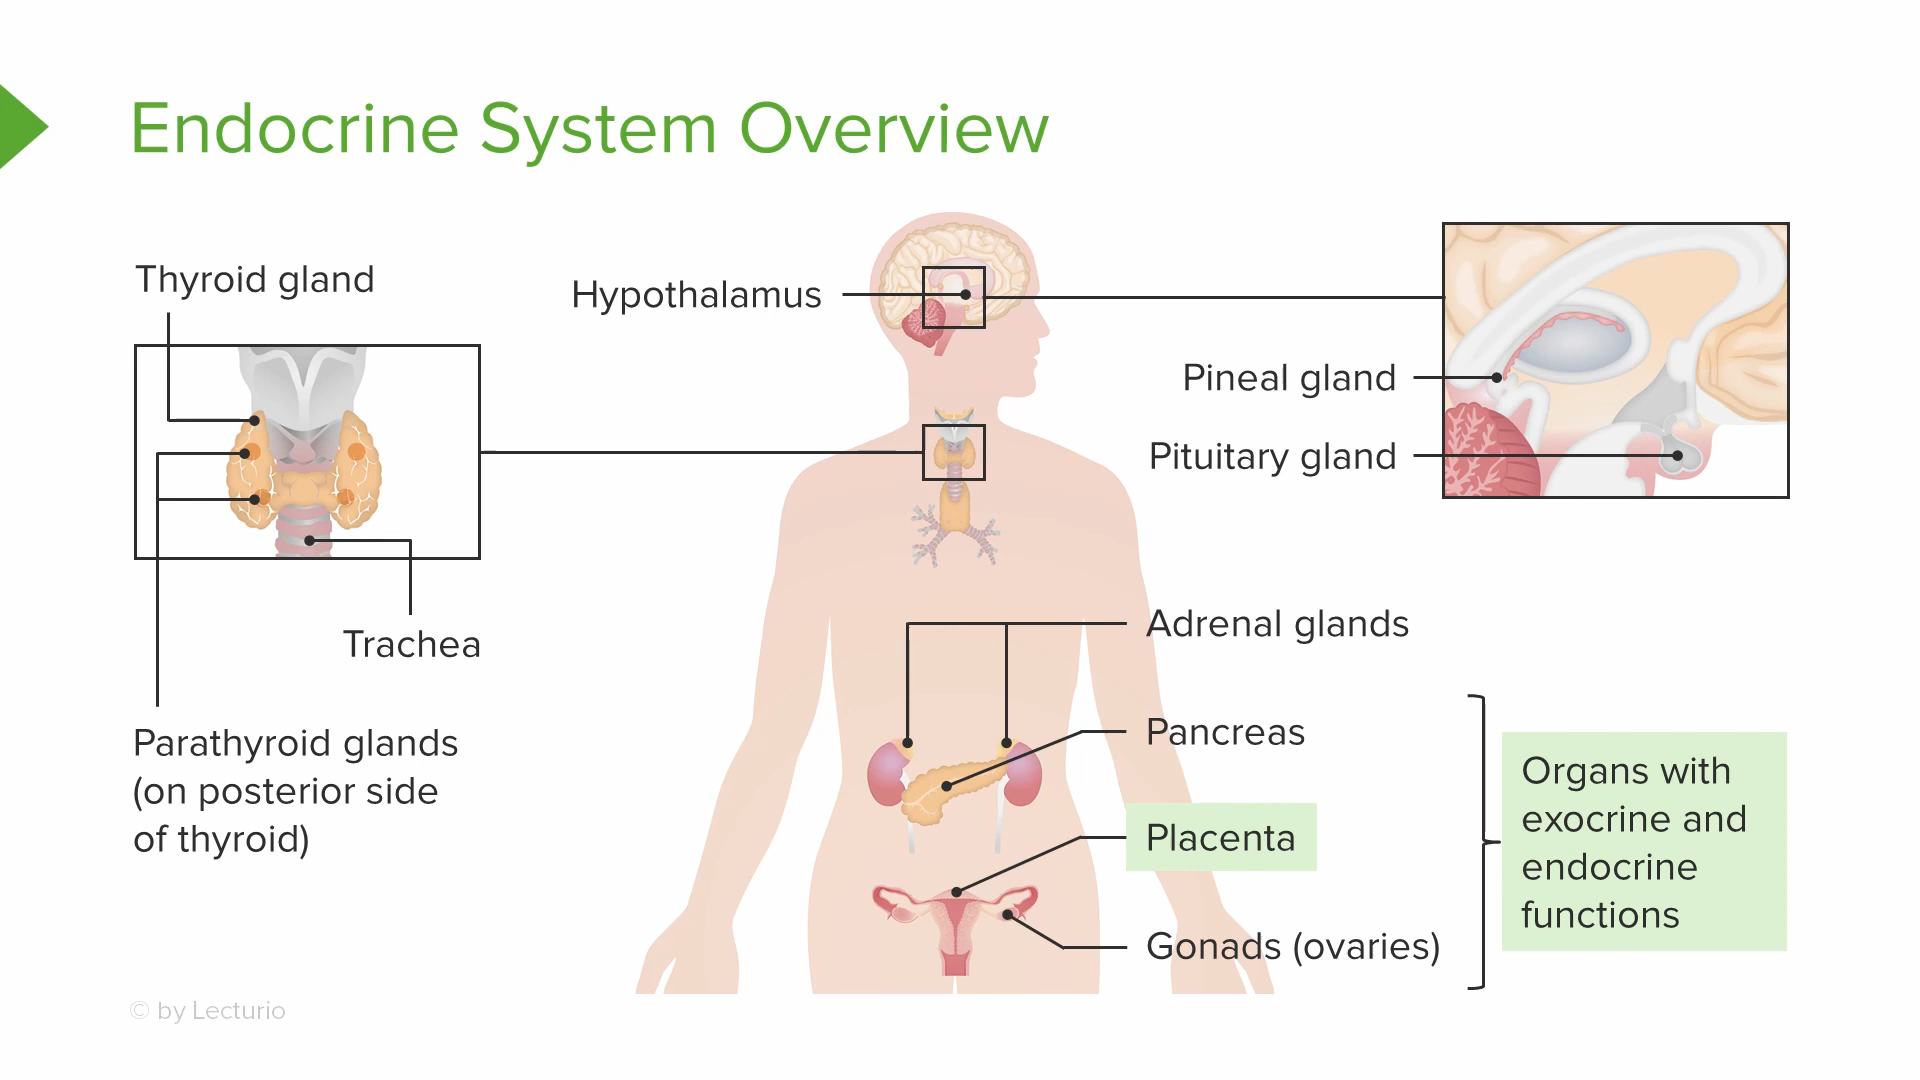 Endocrine System Overview
Thyroid gland
Hypothalamus
Pineal gland
Pituitary gland
Trachea
Parathyroid glands
(on posterior side
of thyroid)
Adrenal glands
Pancreas
Placenta
Gonads (ovaries)
Organs with
exocrine and
endocrine
functions
© by Lecturio